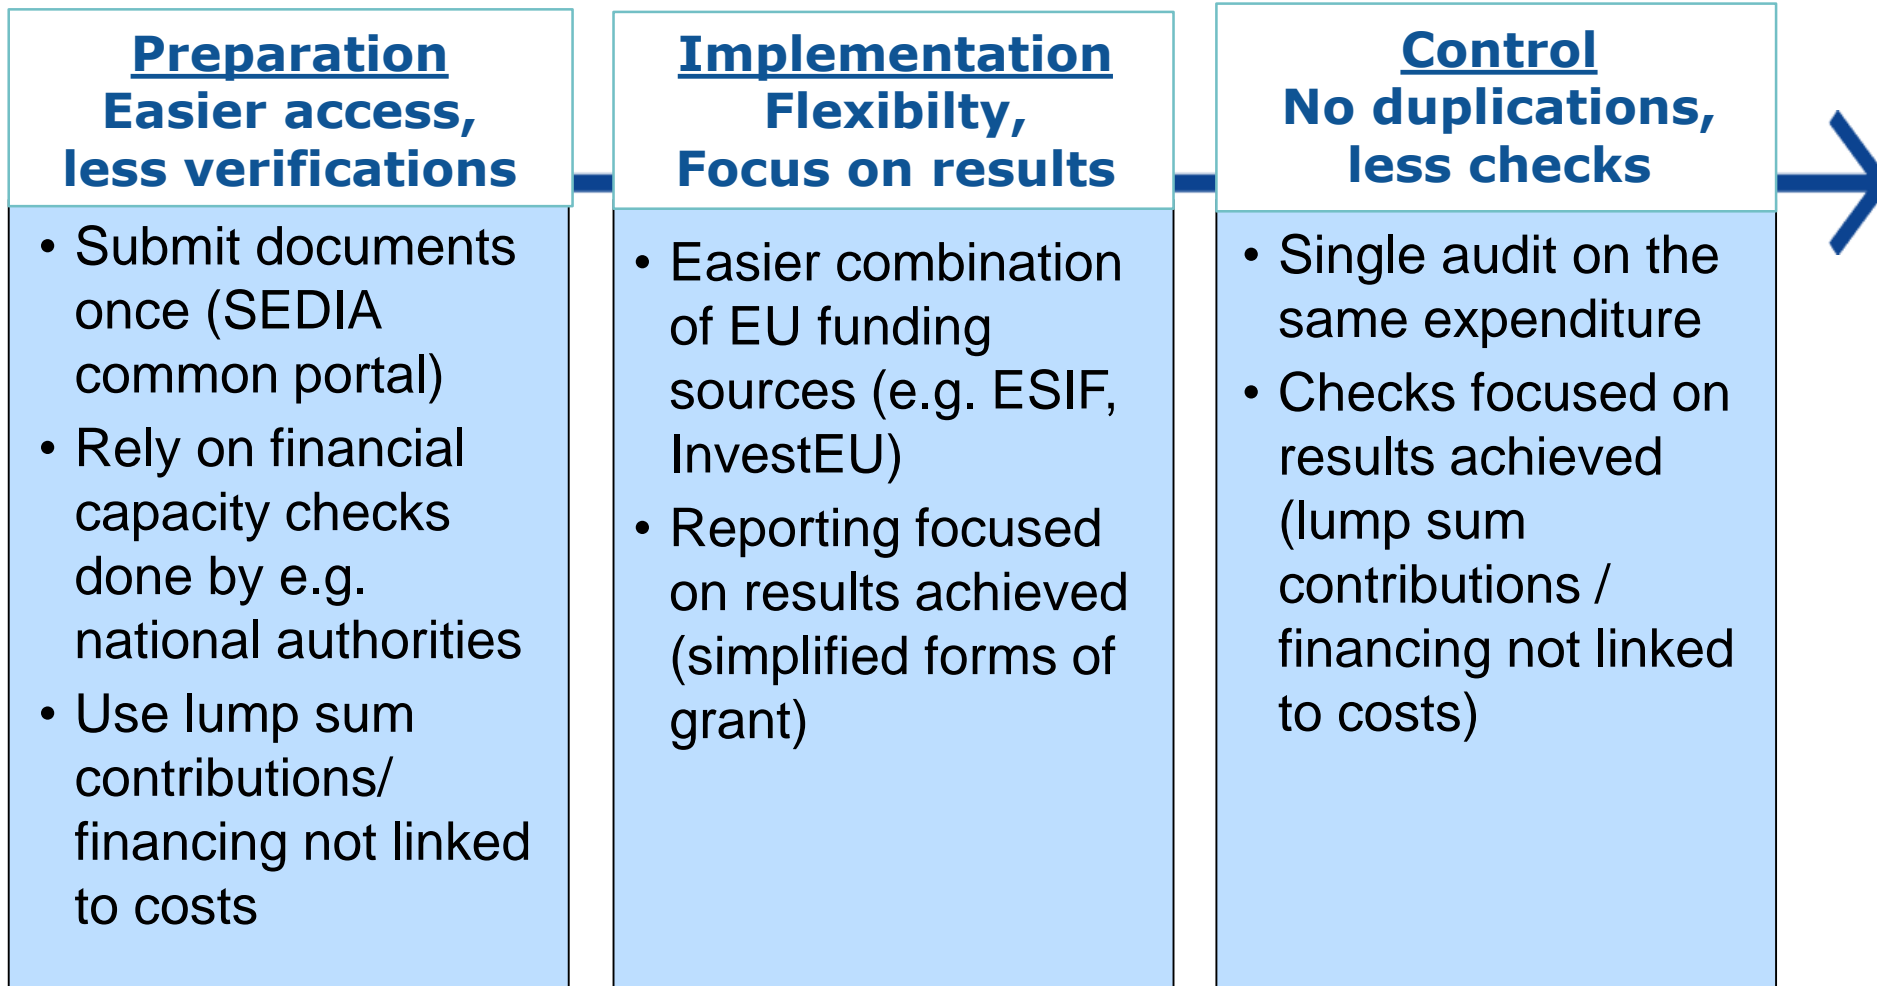 Preparation
Easier access,
less verifications
• Submit documents
once (SEDIA
common portal)
• Rely on financial
capacity checks
done by e.g.
national authorities
• Use lump sum
contributions/
financing not linked
to costs
Implementation
Flexibilty,
Focus on results
• Easier combination
of EU funding
sources (e.g. ESIF,
InvestEU)
• Reporting focused
on results achieved
(simplified forms of
grant)
Control
No duplications,
less checks
• Single audit on the
same expenditure
• Checks focused on
results achieved
(lump sum
contributions /
financing not linked
to costs)